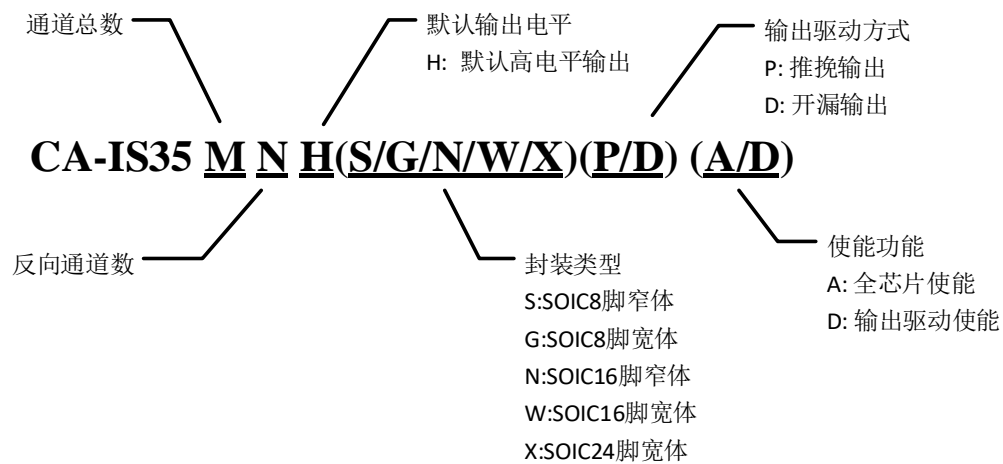 通道总数
默认输出电平
H: 默认高电平输出
输出驱动方式
P: 推挽输出
D: 开漏输出
CA-IS35 M N H(S/G/N/W/X)(P/D) (A/D)
反向通道数
封装类型
S:SOIC8脚窄体
G:SOIC8脚宽体
N:SOIC16脚窄体
W:SOIC16脚宽体
X:SOIC24脚宽体
使能功能
A: 全芯片使能
D: 输出驱动使能